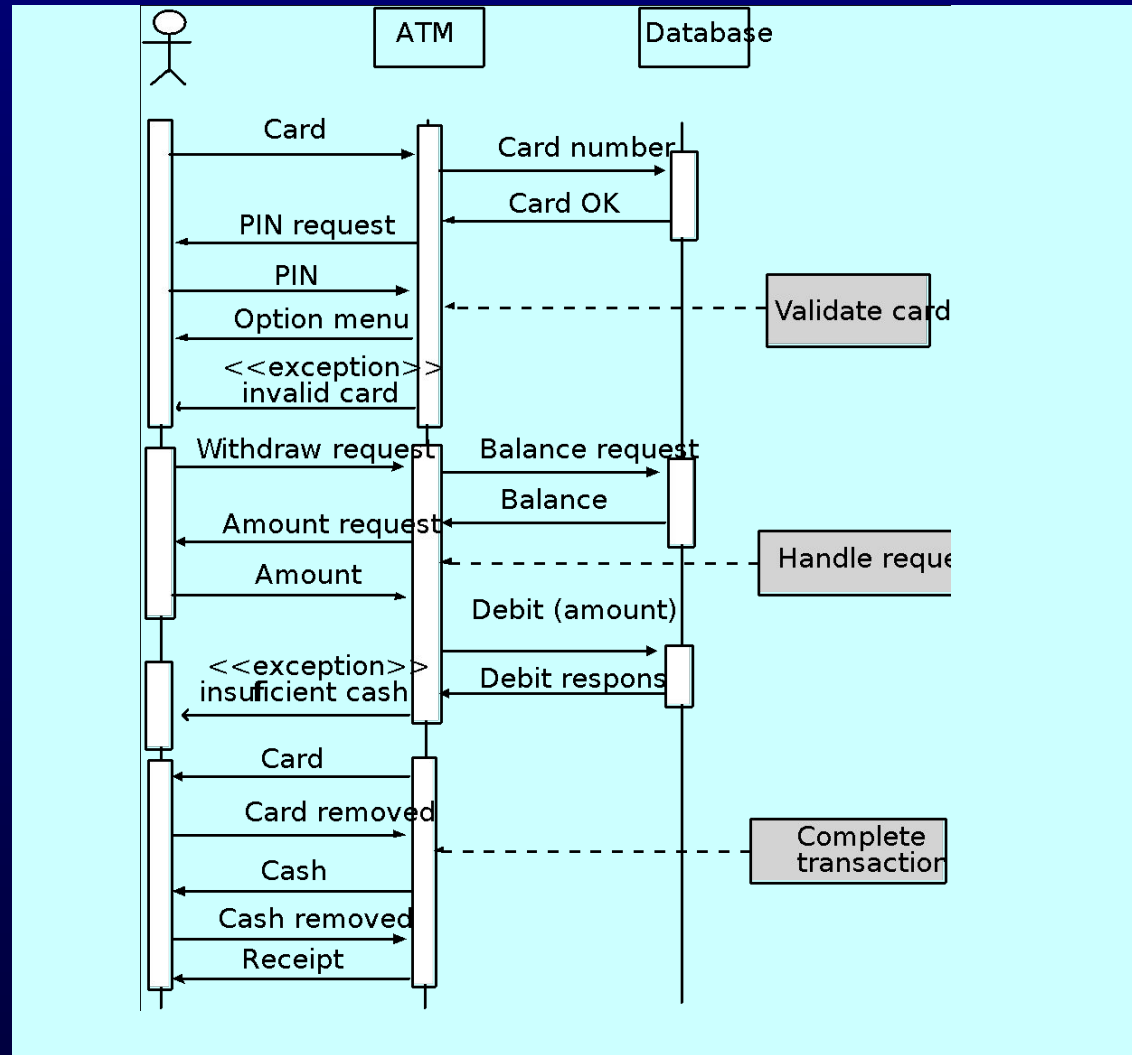 ATM
Database
Card
Card number
Card OK
PIN request
PIN
Validate card
Option menu
<<exception>>
invalid card
Withdraw request
Balance request
Balance
Amount request
Handle reque
Amount
Debit (amount)
<<exception>>
insufficient cash
Debit respons
Card
Card removed
Complete
transaction
Cash
Cash removed
Receipt